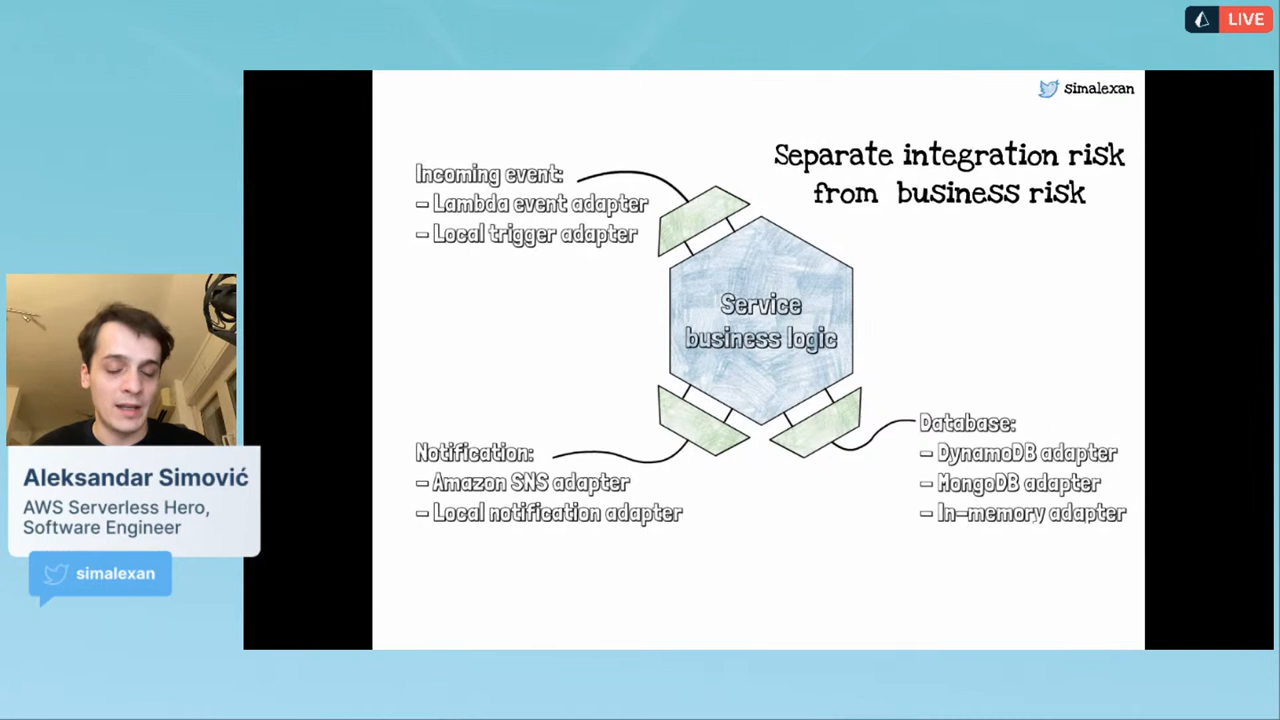 LIVE
simalexan
Separate integration risk
from business risk
Incoming event:
- Lambda event adapter
- Local trigger adapter
Service
business logic
Notification:
- Amazon SNS adapter
- Local notification adapter
Database:
- DynamoDB adapter
- MongoDB adapter
- In-memory adapter
Aleksandar Simović
AWS Serverless Hero,
Software Engineer
simalexan